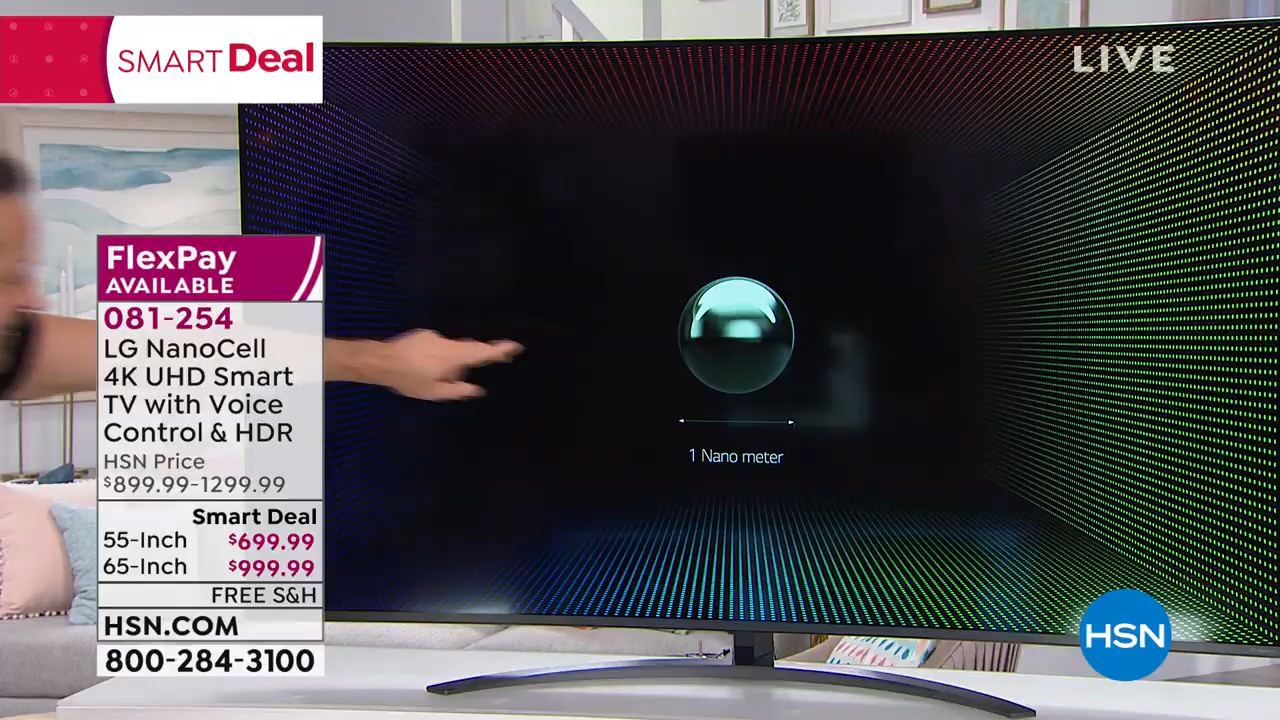 SMART Deal
LIVE
FlexPay
AVAILABLE
081-254
LG NanoCell
4K UHD Smart
TV with Voice
Control & HDR
HSN Price
$899.99-1299.99
Smart Deal
55-Inch $699.99
65-Inch $999.99
FREE S&H
HSN.COM
800-284-3100
1 Nano meter
HSN